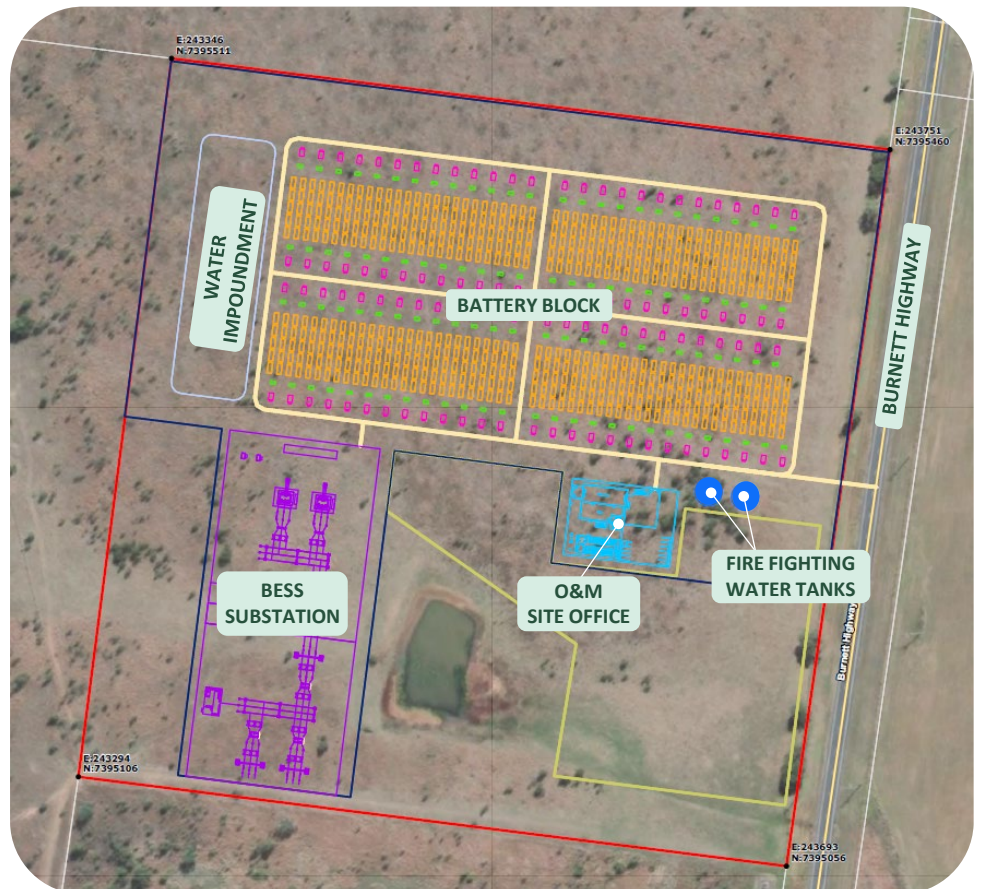 E:243346
N:7395511
E:243751
N:7395460
WATER
IMPOUNDMENT
BATTERY BLOCK
BURNETT HIGHWAY
FIRE FIGHTING
WATER TANKS
O&M
SITE OFFICE
BESS
SUBSTATION
Burnett Highway
E:243294
N:7395106
E:243693
N:7395056